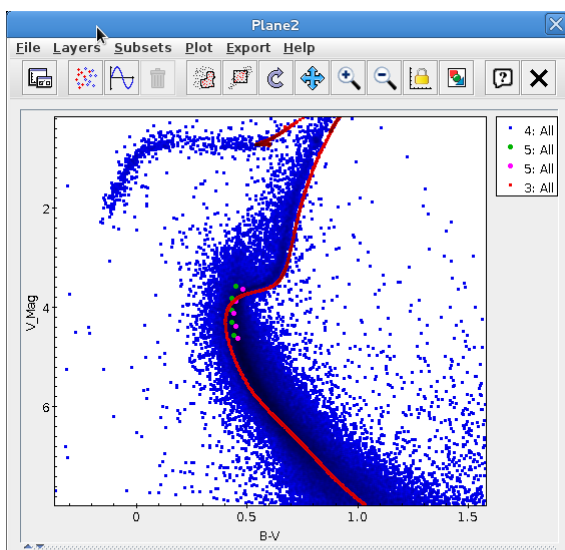 Plane2
File Layers Subsets Plot Export Help
4: All
5: All
5: All
3: All
2
4
6
V_Mag
0 0.5 1.0 1.5
B-V